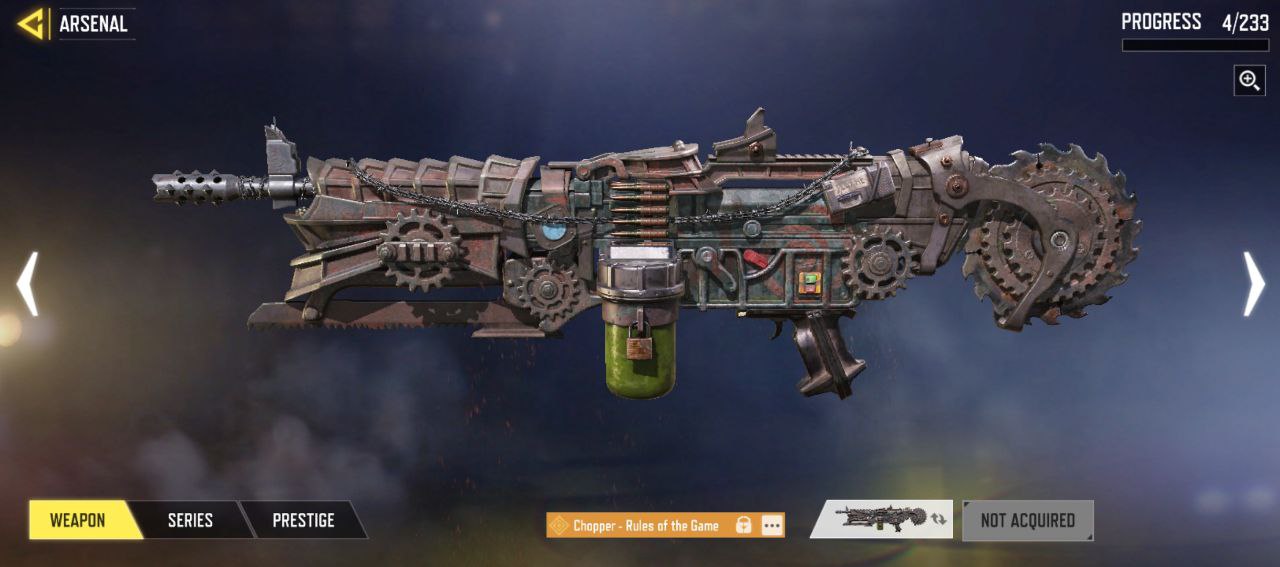 ARSENAL
PROGRESS 4/233
WEAPON
SERIES
PRESTIGE
Chopper - Rules of the Game
NOT ACQUIRED